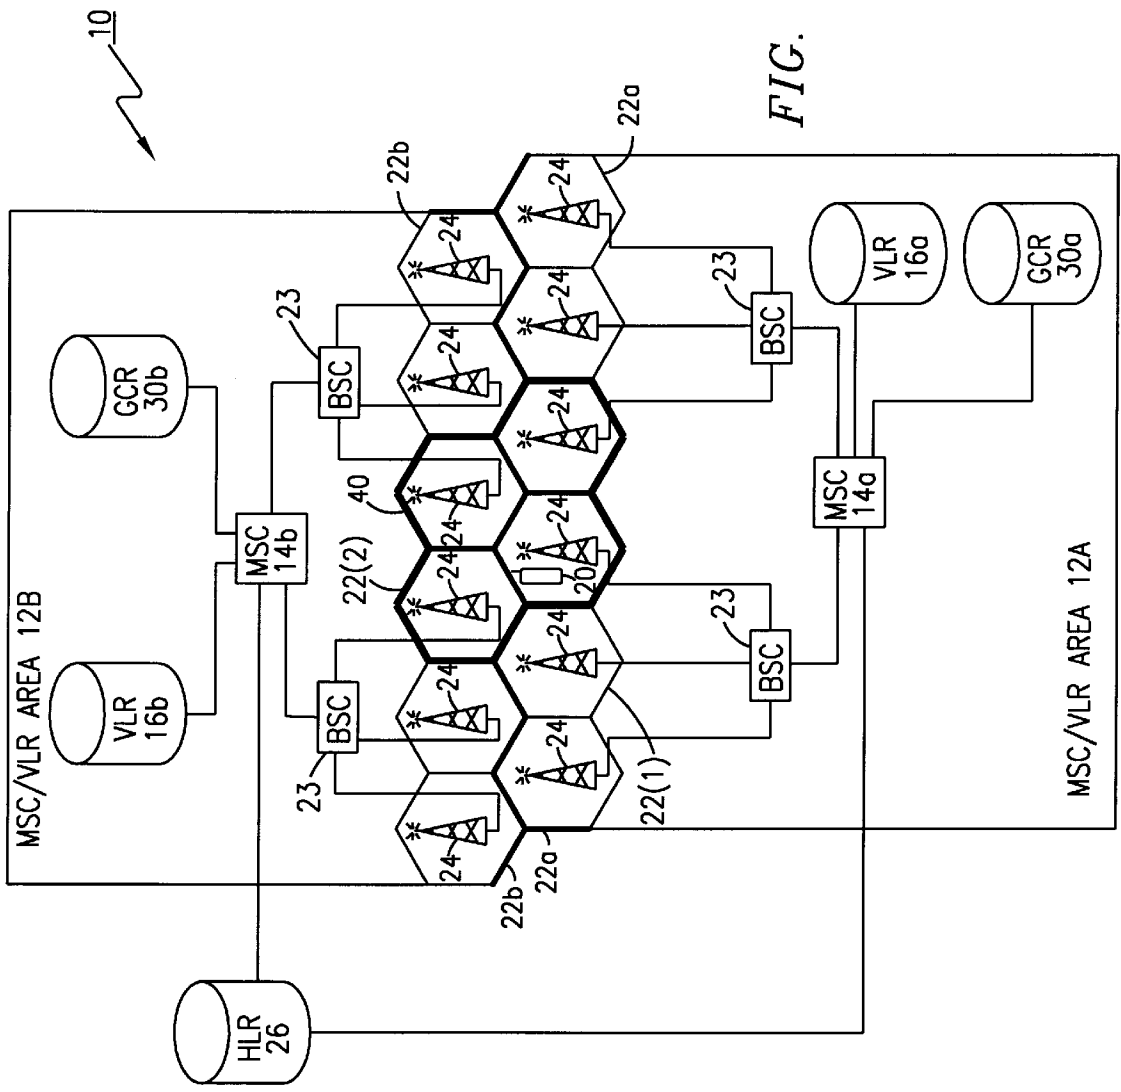 10
MSC/VLR AREA 12B
VLR
16b
GCR
30b
HLR
26
MSC
14b
23
23
BSC
BSC
22(2)
40
22b
24
24
24
24
24
24
22b
22a
24
24
24
24
24
24
20
22(1)
22a
23
23
BSC
BSC
FIG.
MSC
14a
VLR
16a
GCR
30a
MSC/VLR AREA 12A